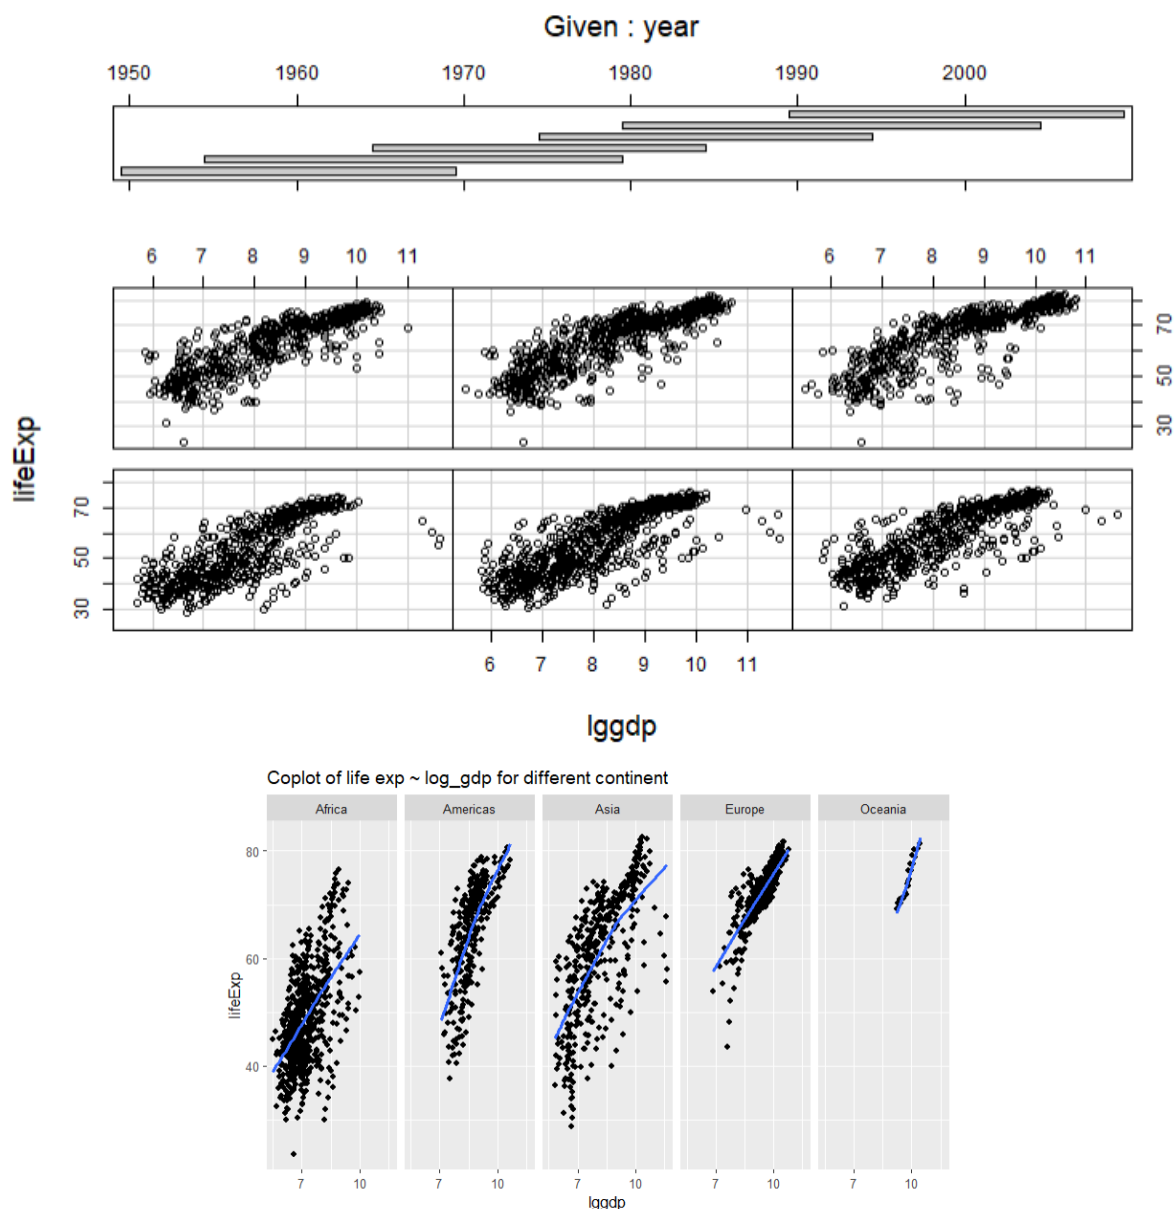 Given : year
1950 1960 1970 1980 1990 2000
6 7 8 9 10 11 6 7 8 9 10 11
70
50
30
lifeExp
70
50
30
6 7 8 9 10 11
lggdp
Coplot of life exp ~ log_gdp for different continent
Africa Americas Asia Europe Oceania
80
60
lifeExp
40
7 10 7 10 7 10 7 10 7 10
lggdp